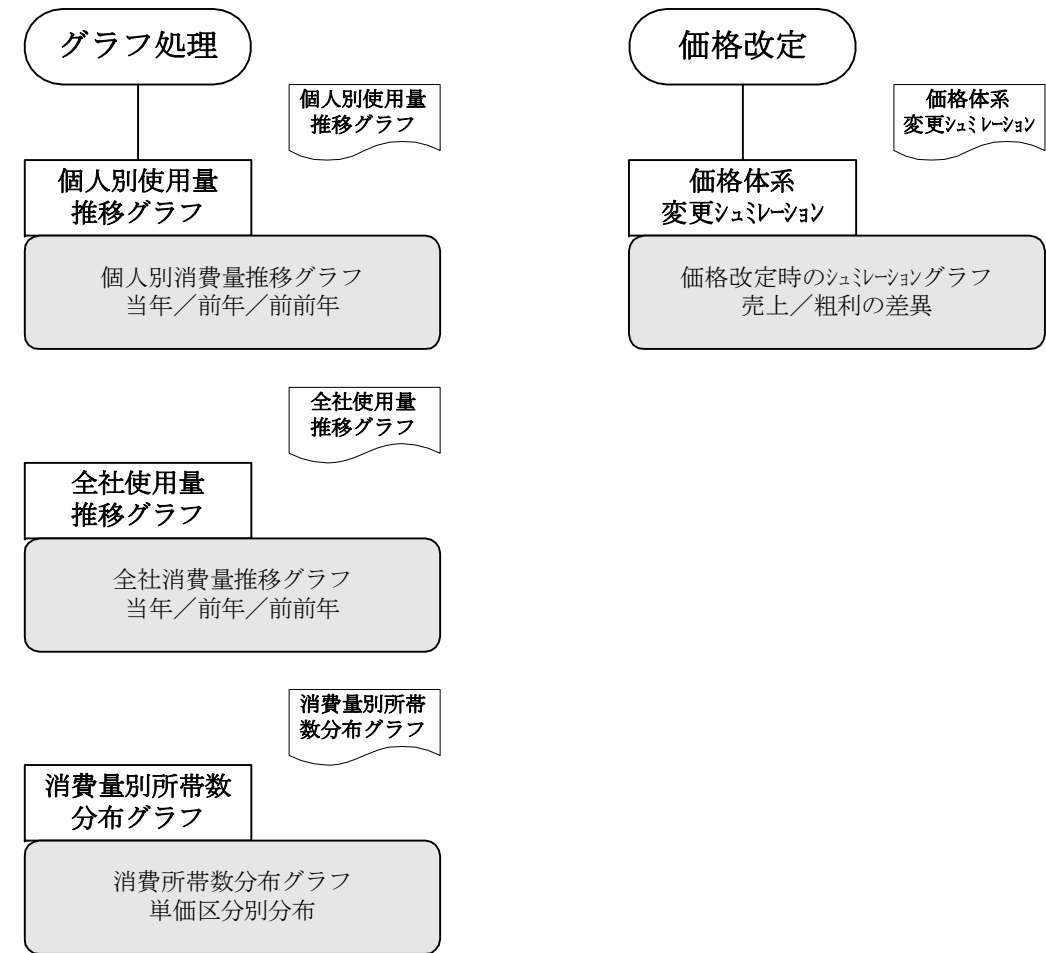 グラフ処理
個人別使用量
推移グラフ
個人別使用量
推移グラフ
個人別消費量推移グラフ
当年／前年／前前年
全社使用量
推移グラフ
全社使用量
推移グラフ
全社消費量推移グラフ
当年／前年／前前年
消費量別所帯
数分布グラフ
消費量別所帯数
分布グラフ
消費所帯数分布グラフ
単価区分別分布
価格改定
価格体系
変更ｼｭﾐﾚｰｼｮﾝ
価格体系
変更ｼｭﾐﾚｰｼｮﾝ
価格改定時のｼｭﾐﾚｰｼｮﾝグラフ
売上／粗利の差異